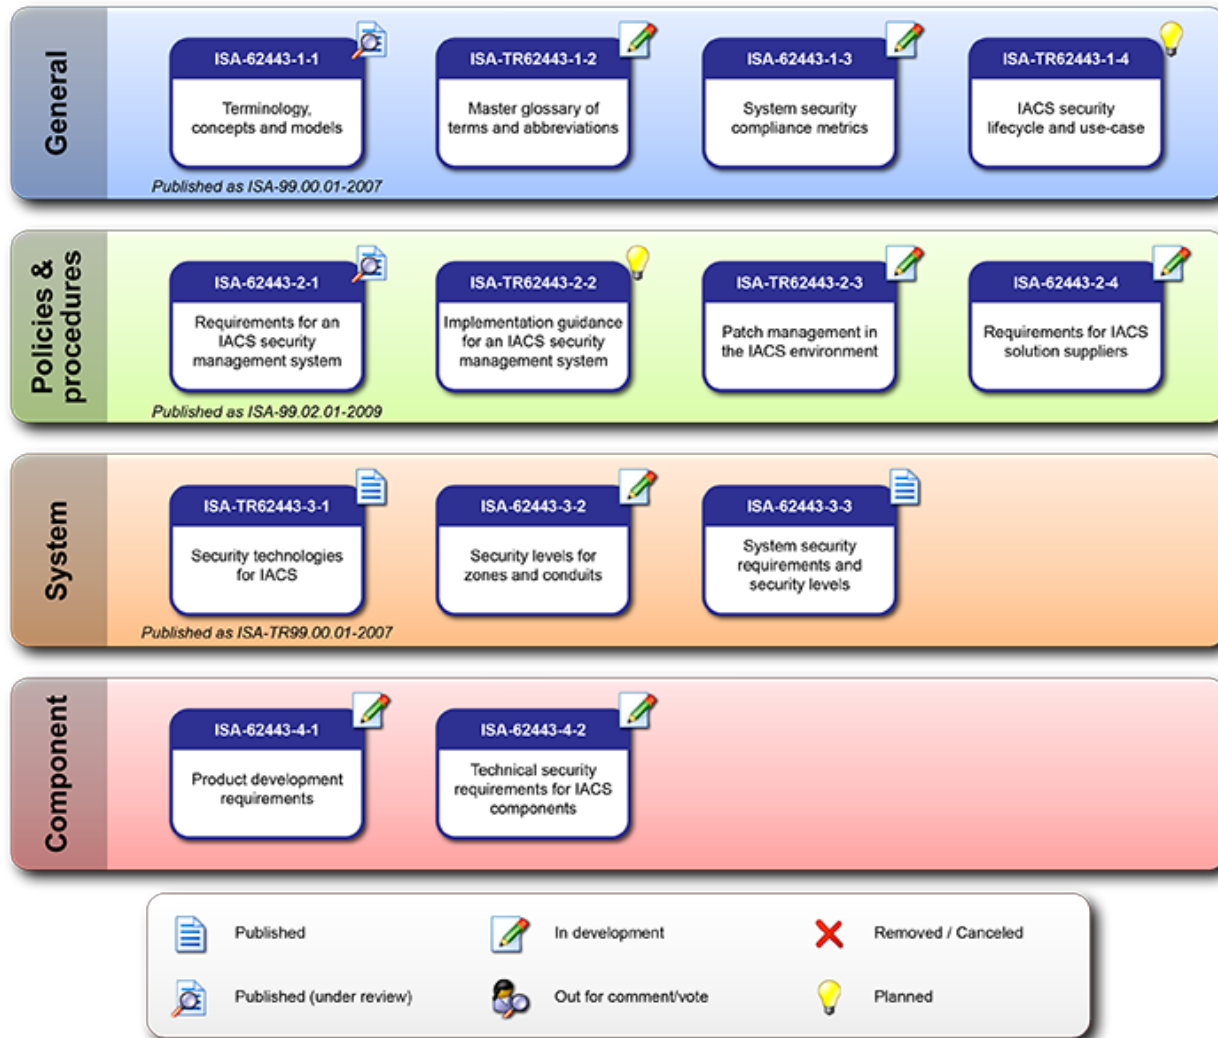 General
ISA-62443-1-1
Terminology,
concepts and models
Published as ISA-99.00.01-2007
ISA-TR62443-1-2
Master glossary of
terms and abbreviations
ISA-62443-1-3
System security
compliance metrics
ISA-TR62443-1-4
IACS security
lifecycle and use-case
Policies &
procedures
ISA-62443-2-1
Requirements for an
IACS security
management system
Published as ISA-99.02.01-2009
ISA-TR62443-2-2
Implementation guidance
for an IACS security
management system
ISA-TR62443-2-3
Patch management in
the IACS environment
ISA-62443-2-4
Requirements for IACS
solution suppliers
System
ISA-TR62443-3-1
Security technologies
for IACS
Published as ISA-TR99.00.01-2007
ISA-62443-3-2
Security levels for
zones and conduits
ISA-62443-3-3
System security
requirements and
security levels
Component
ISA-62443-4-1
Product development
requirements
ISA-62443-4-2
Technical security
requirements for IACS
components
Published
In development
Removed / Canceled
Published (under review)
Out for comment/vote
Planned